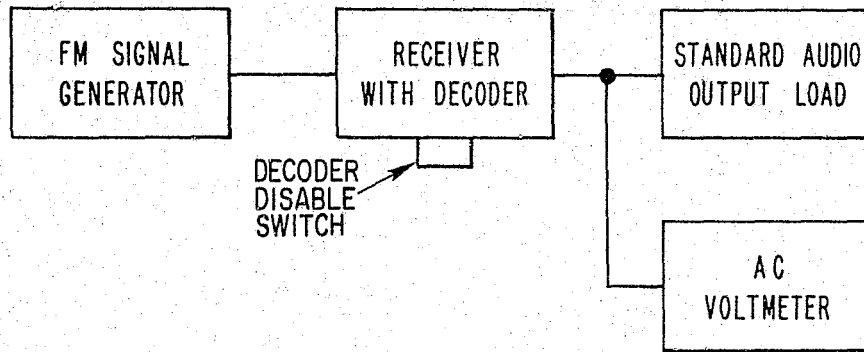 FM SIGNAL
GENERATOR
RECEIVER
WITH DECODER
STANDARD AUDIO
OUTPUT LOAD
DECODER
DISABLE
SWITCH
AC
VOLTMETER